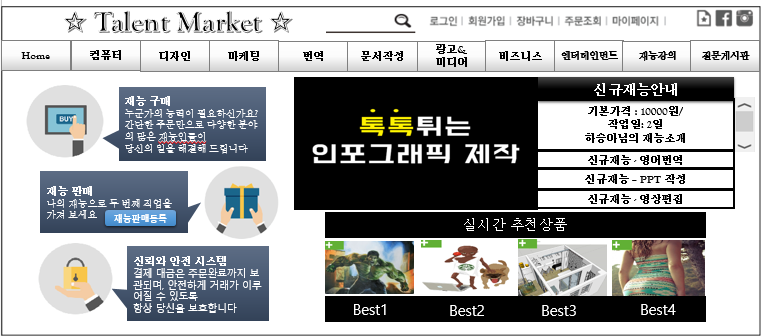 ☆ Talent Market ☆
로그인 | 회원가입 | 장바구니 | 주문조회 | 마이페이지 |
Home
컴퓨터
디자인
마케팅
번역
문서작성
광고&
미디어
비즈니스
엔터테인먼트
재능강의
질문게시판
재능 구매
누군가의 능력이 필요하신가요?
간단한 주문만으로 다양한 분야
의 많은 재능인들이
당신의 일을 해결해 드립니다
BUY
재능 판매
나의 재능으로 두 번째 직업을
가져 보세요
재능판매등록
신뢰와 안전 시스템
결제 대금은 주문완료까지 보
관되며, 안전하게 거래가 이루
어질 수 있도록
항상 당신을 보호합니다
톡톡튀는
인포그래픽 제작
신규재능안내
기본가격 : 10000원/
작업일: 2일
하승아님의 재능소개
신규재능 - 영어번역
신규재능 – PPT 작성
신규재능 - 영상편집
실시간 추천상품
Best1
Best2
Best3
Best4